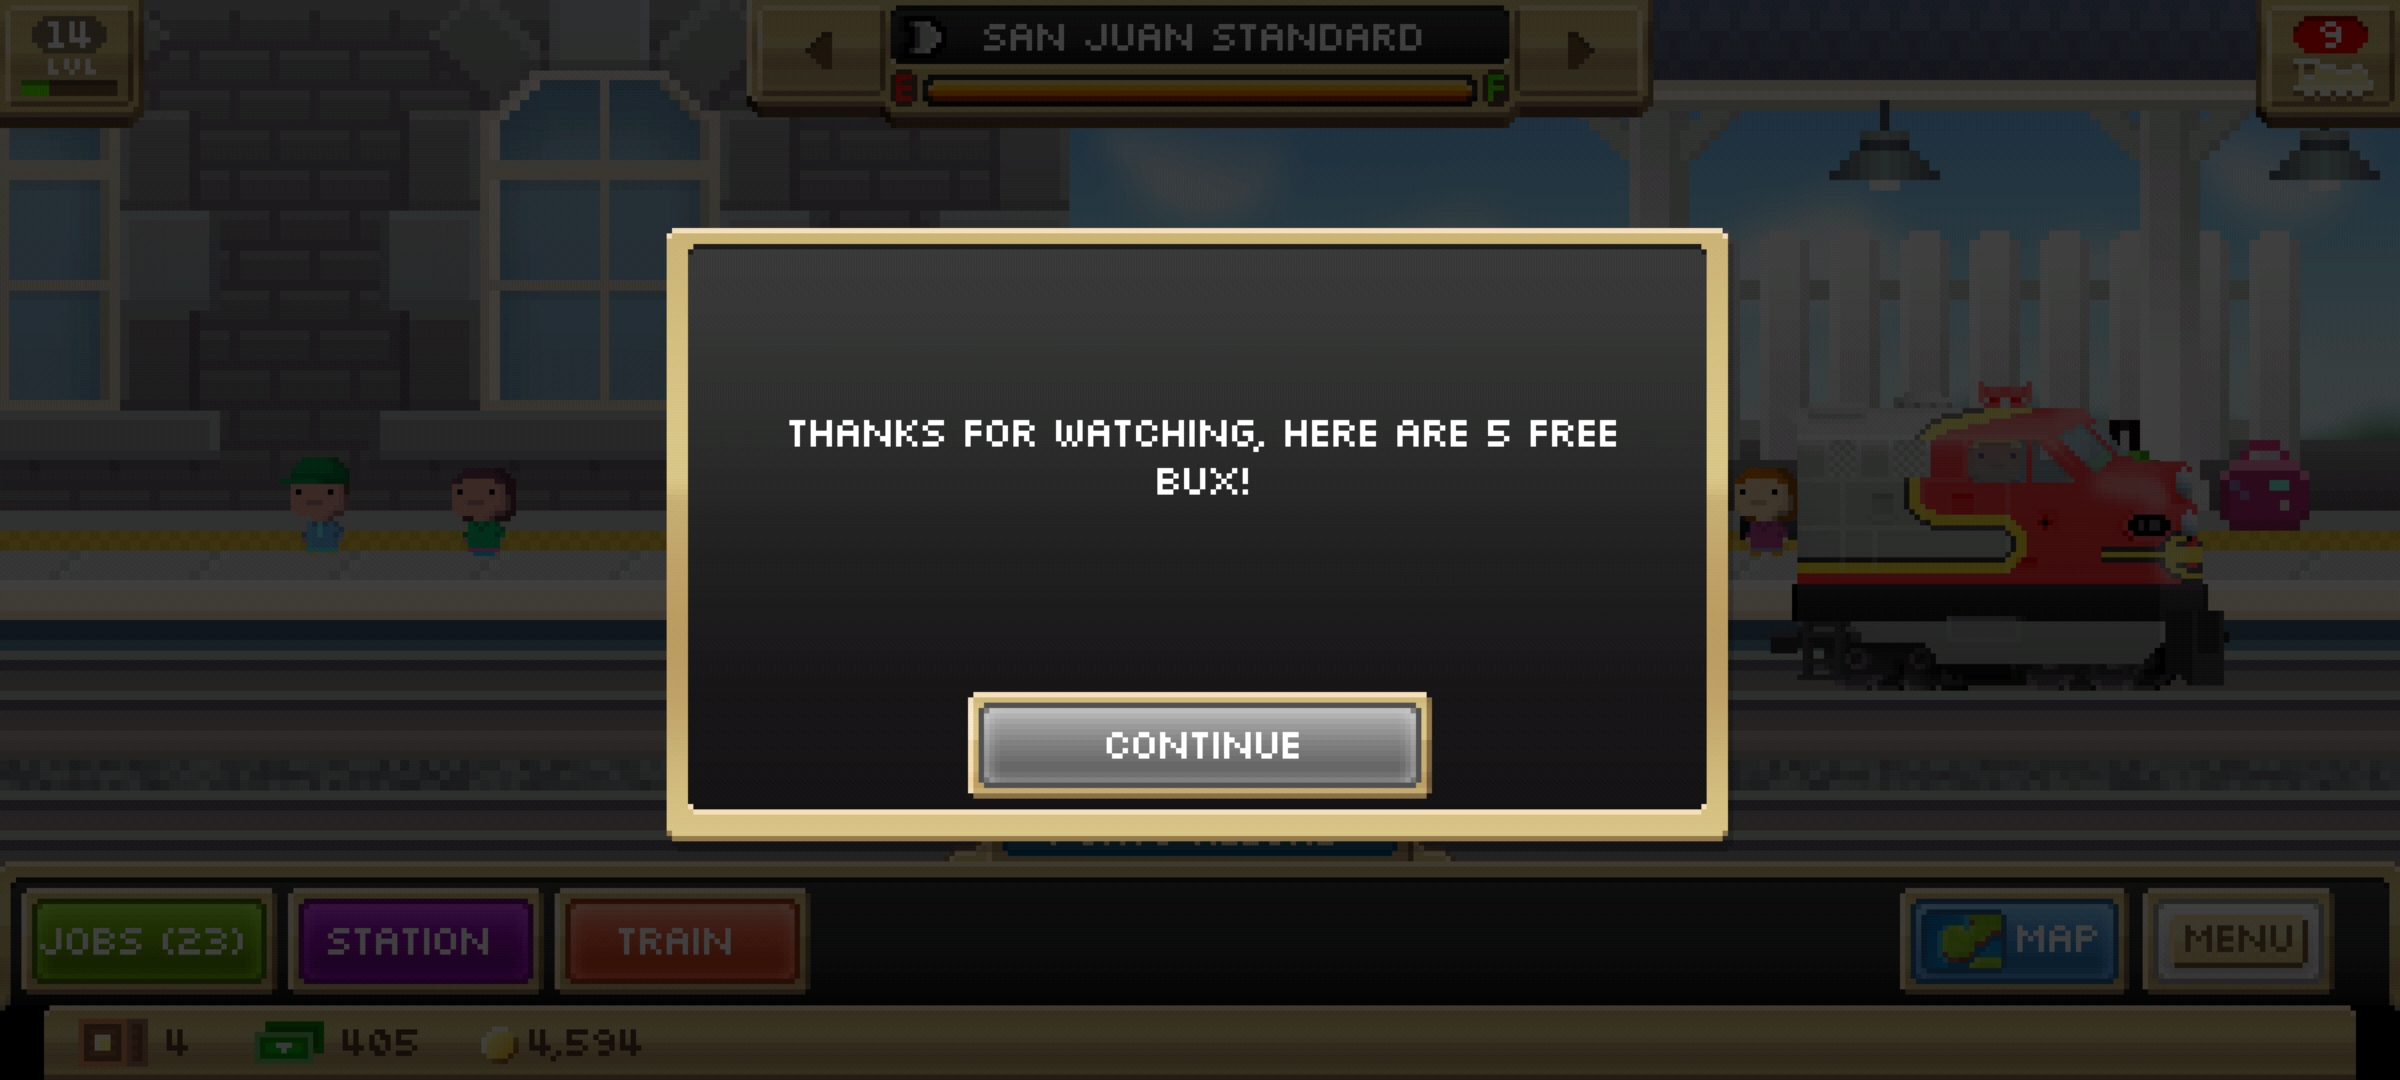 14
LVL
SAN JUAN STANDARD
E F
9
THANKS FOR WATCHING, HERE ARE 5 FREE
BUX!
CONTINUE
JOBS (23)
STATION
TRAIN
MAP
MENU
4
405
4,594